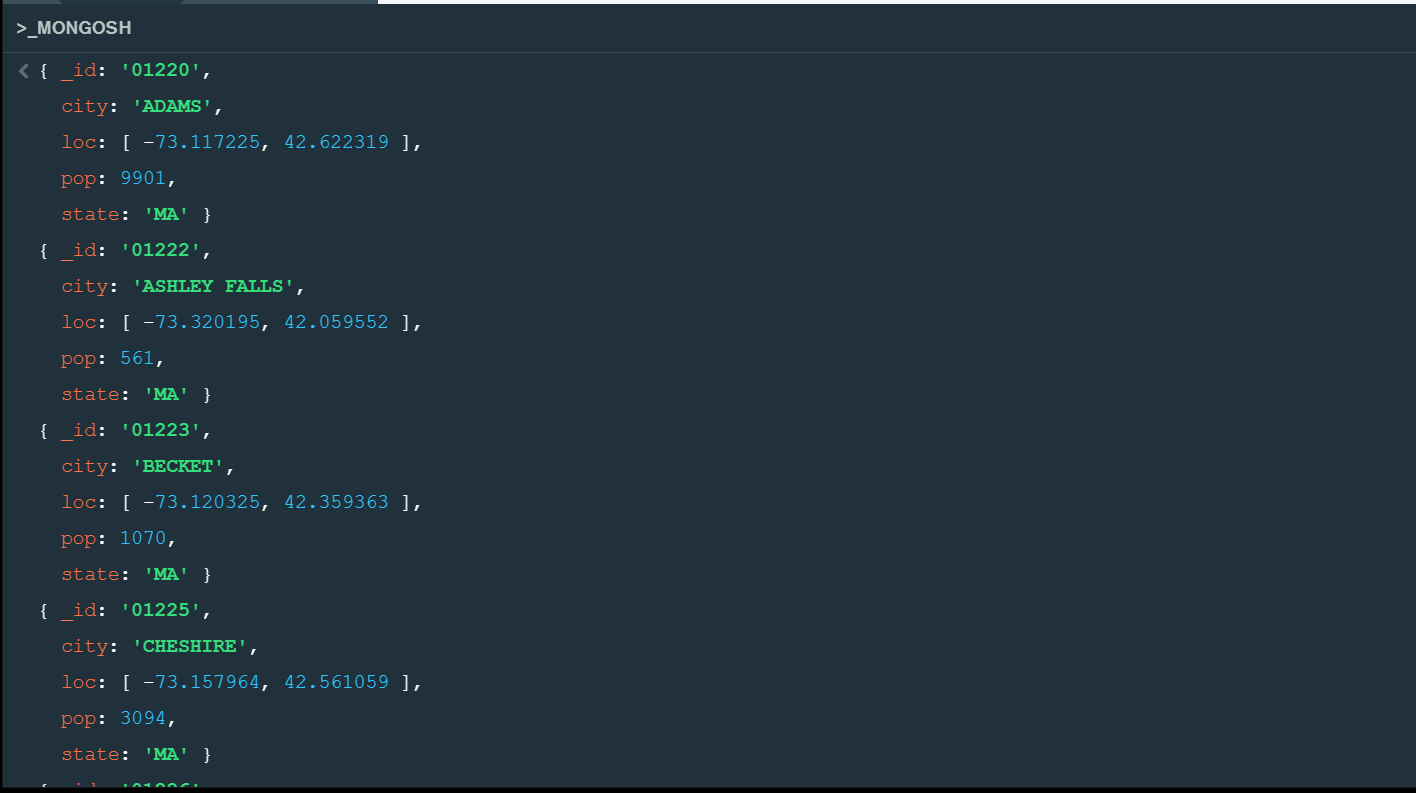 >_MONGOSH
{ _id: '01220',
city: 'ADAMS',
loc: [ -73.117225, 42.622319 ],
pop: 9901,
state: 'MA' }
{ _id: '01222',
city: 'ASHLEY FALLS',
loc: [ -73.320195, 42.059552 ],
pop: 561,
state: 'MA' }
{ _id: '01223',
city: 'BECKET',
loc: [ -73.120325, 42.359363 ],
pop: 1070,
state: 'MA' }
{ _id: '01225',
city: 'CHESHIRE',
loc: [ -73.157964, 42.561059 ],
pop: 3094,
state: 'MA' }